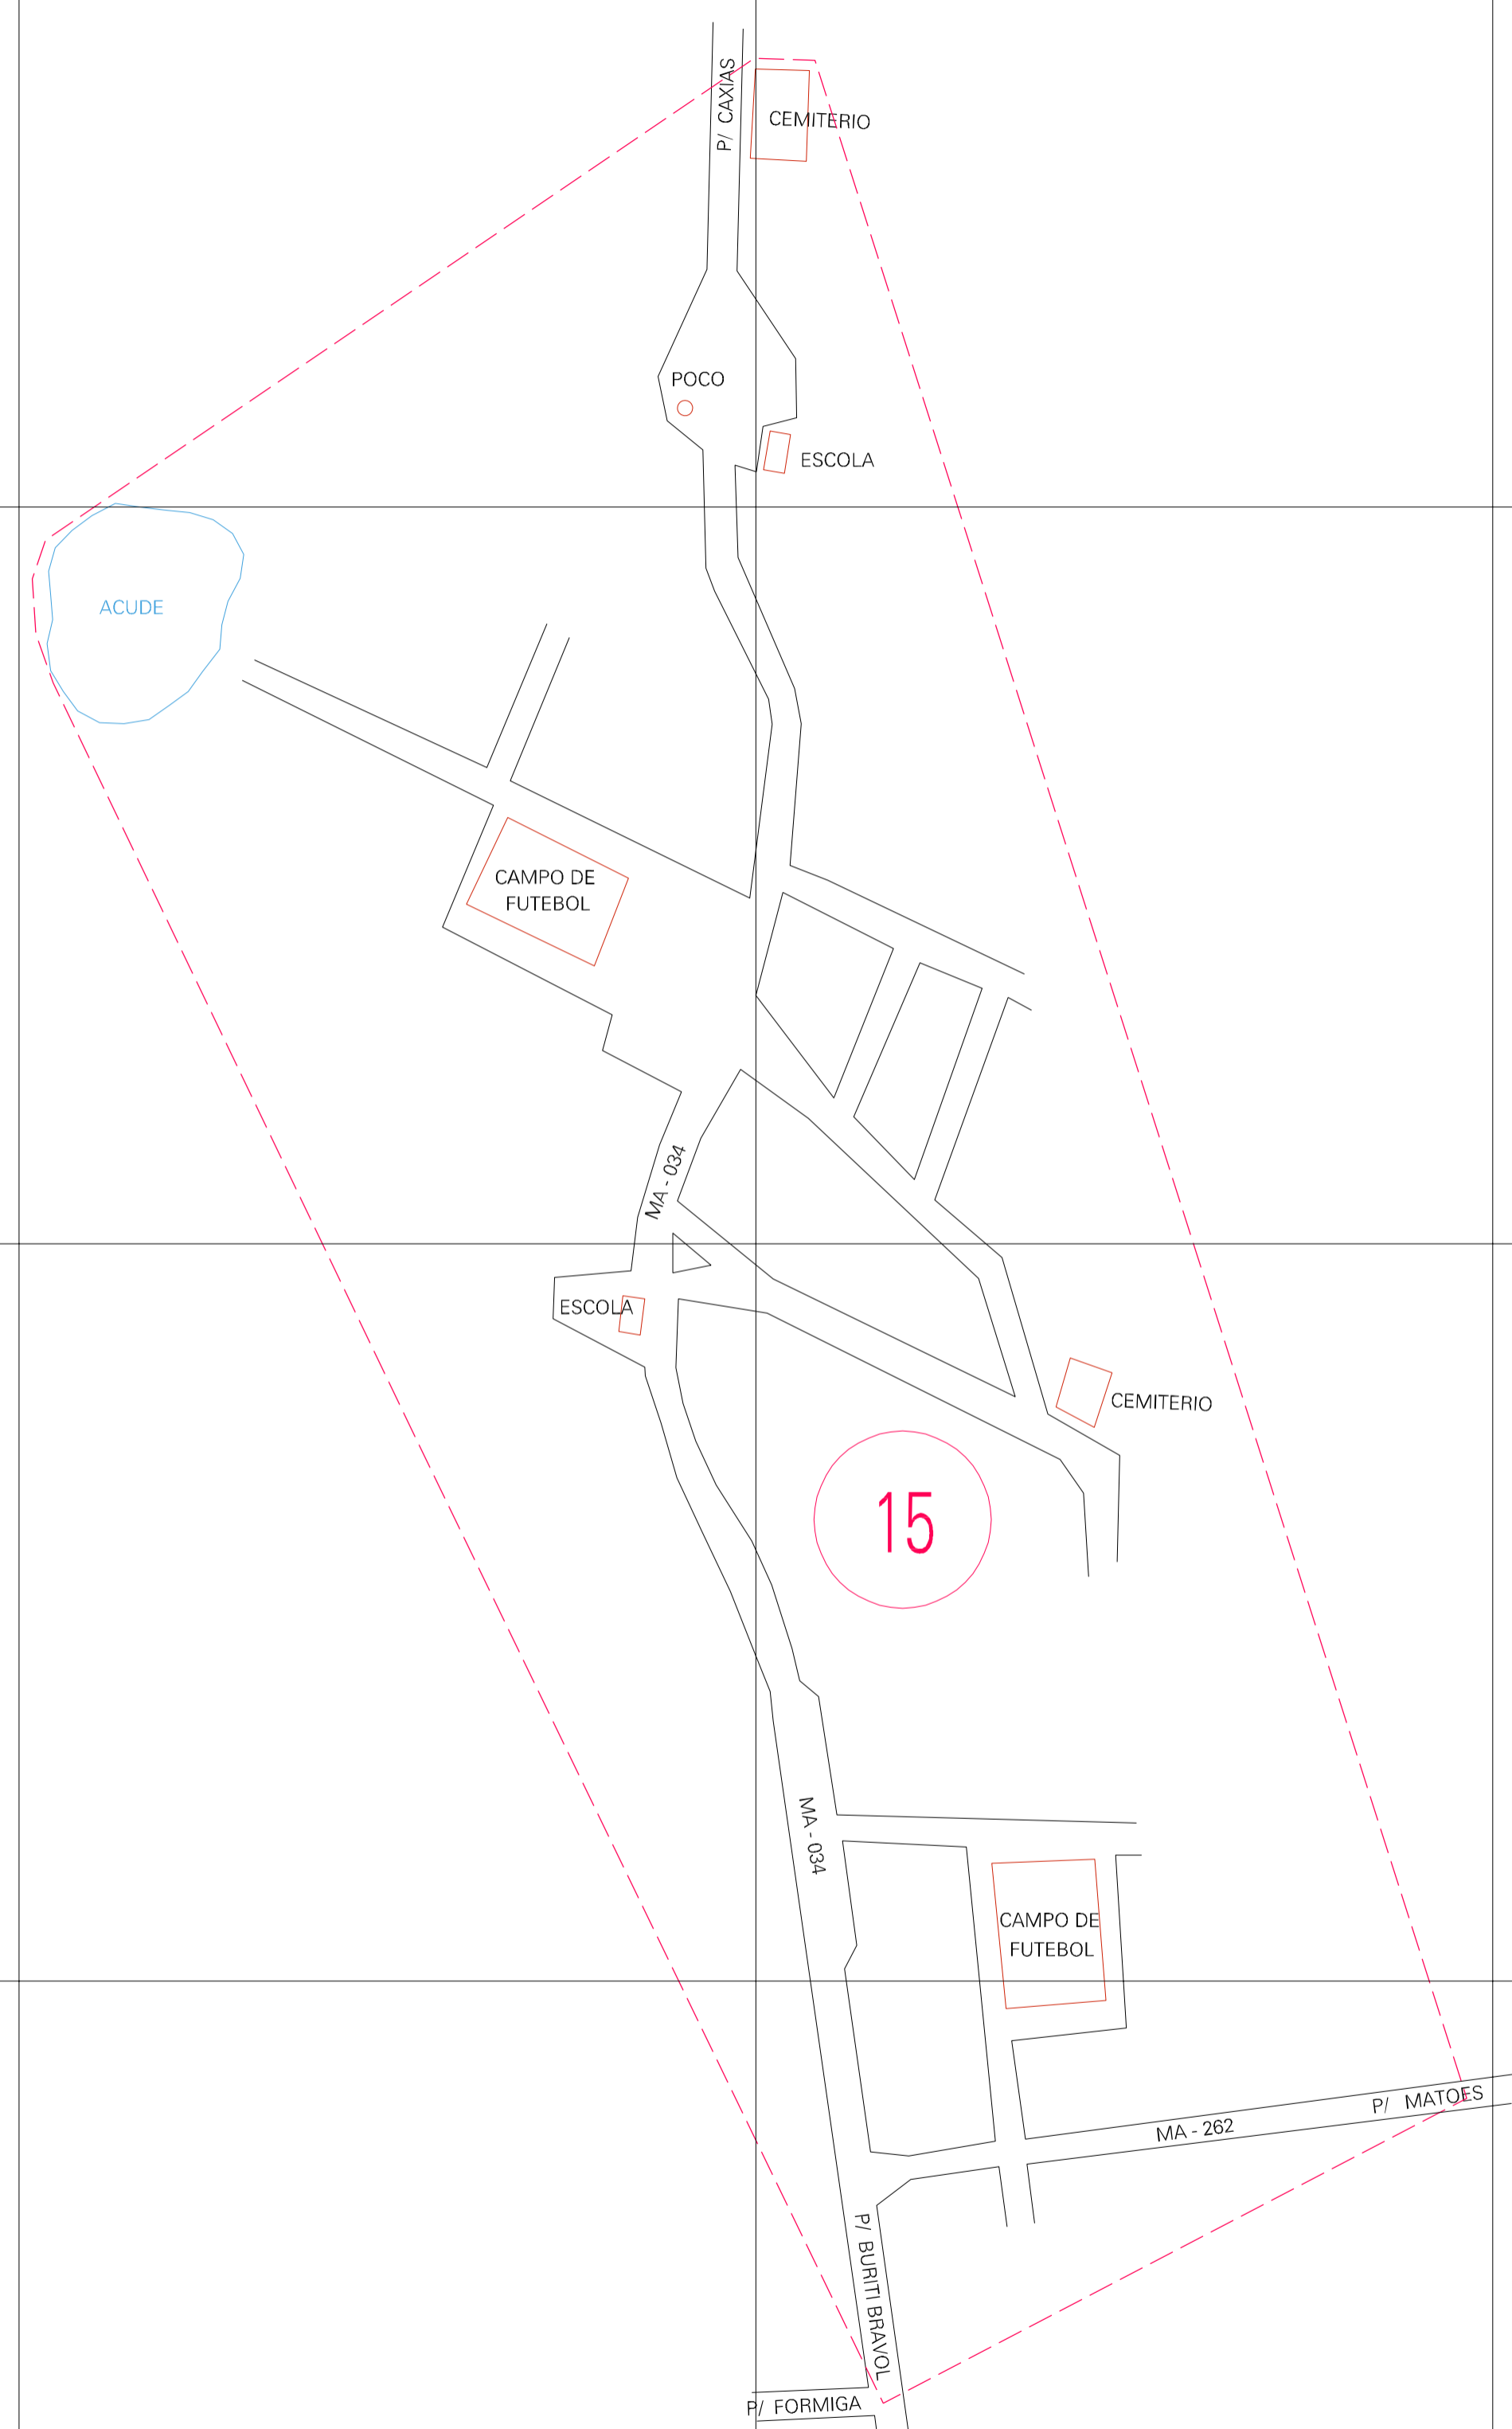 P/ CAXIAS
CEMITERIO
POCO
ESCOLA
ACUDE
CAMPO DE
FUTEBOL
MA - 034
ESCOLA
CEMITERIO
15
MA - 034
CAMPO DE
FUTEBOL
P/ MATOES
MA - 262
P/ BURITI BRAVOL
P/ FORMIGA